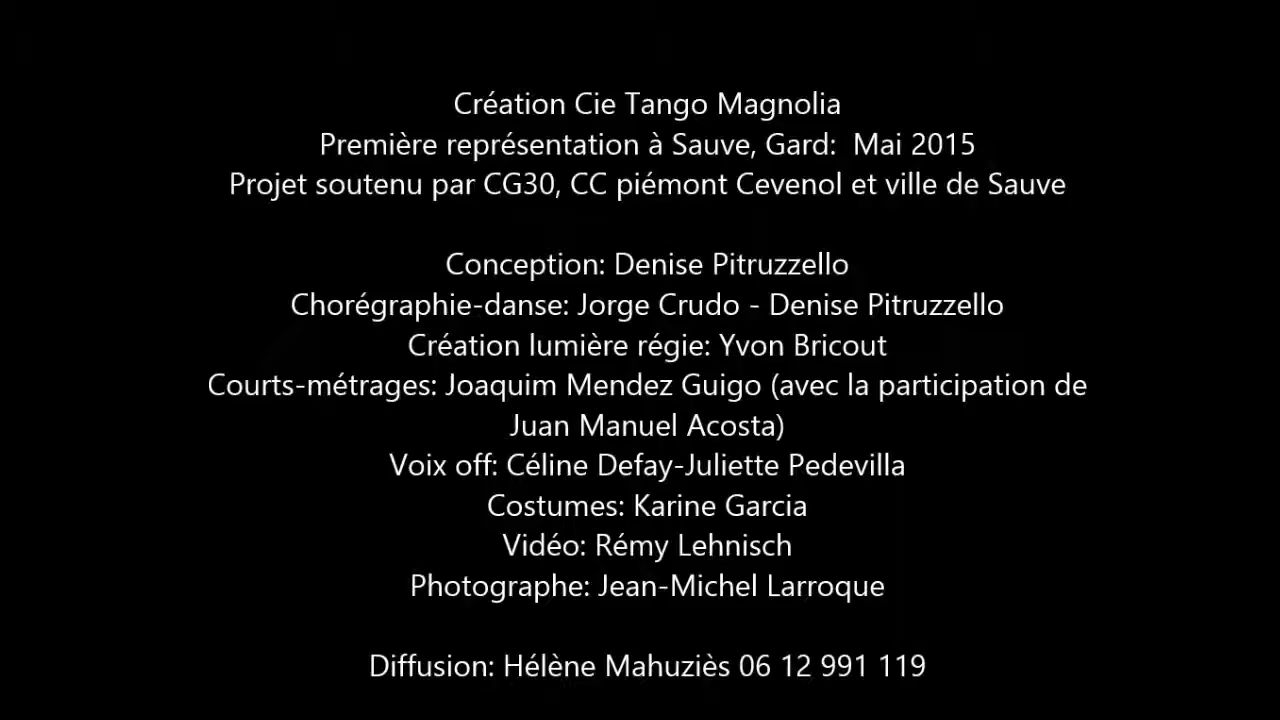 Création Cie Tango Magnolia
Première représentation à Sauve, Gard:  Mai 2015
Projet soutenu par CG30, CC piémont Cevenol et ville de Sauve
Conception: Denise Pitruzzello
Chorégraphie-danse: Jorge Crudo - Denise Pitruzzello
Création lumière régie: Yvon Bricout
Courts-métrages: Joaquim Mendez Guigo (avec la participation de
Juan Manuel Acosta)
Voix off: Céline Defay-Juliette Pedevilla
Costumes: Karine Garcia
Vidéo: Rémy Lehnisch
Photographe: Jean-Michel Larroque
Diffusion: Hélène Mahuziès 06 12 991 119